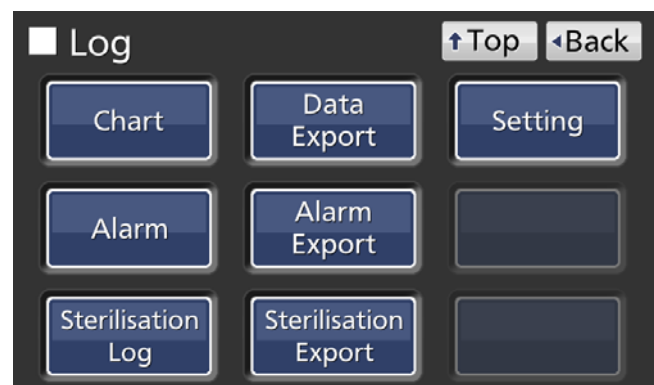 Log
↑Top ◂Back
Chart
Data
Export
Setting
Alarm
Alarm
Export
Sterilisation
Log
Sterilisation
Export